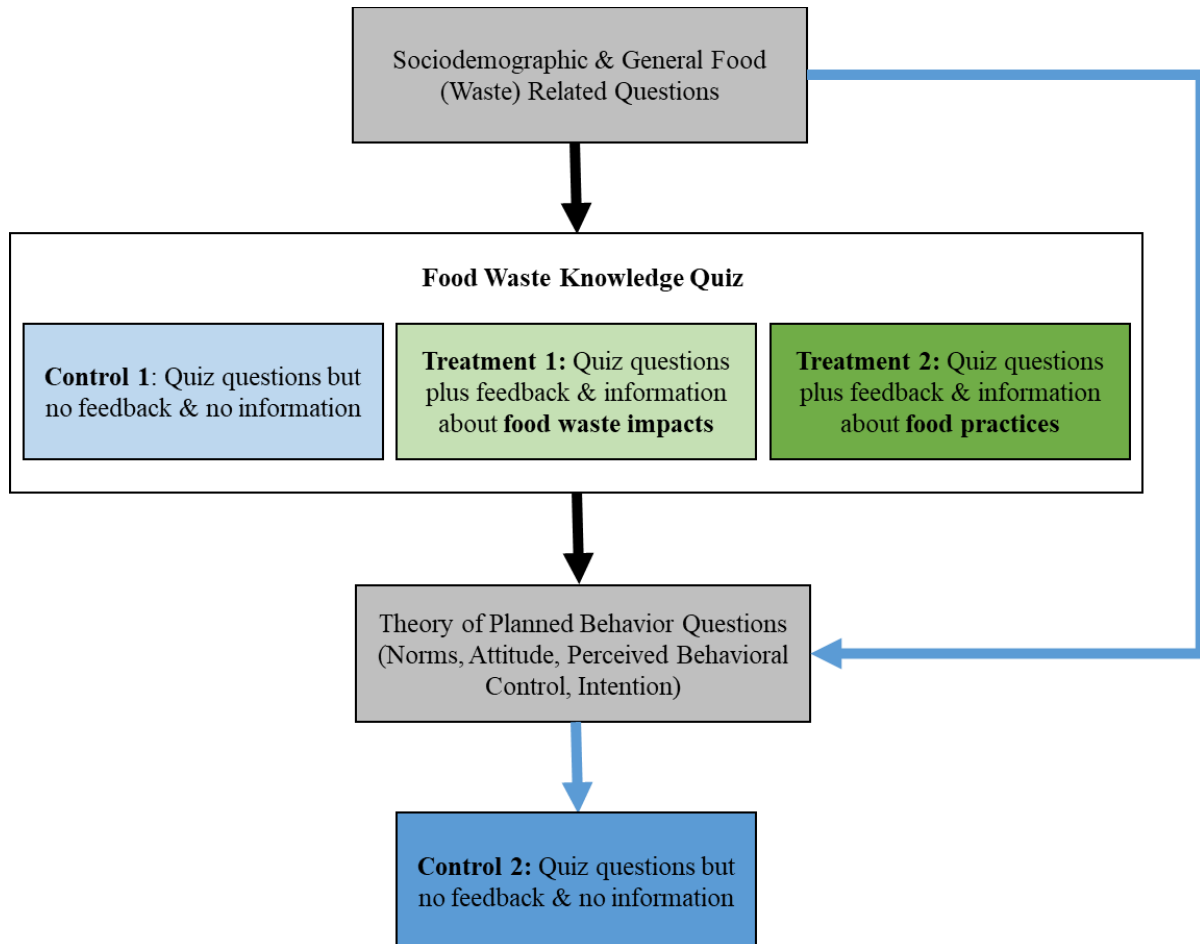 Sociodemographic & General Food
(Waste) Related Questions
Food Waste Knowledge Quiz
Control 1: Quiz questions but
no feedback & no information
Treatment 1: Quiz questions
plus feedback & information
about food waste impacts
Treatment 2: Quiz questions
plus feedback & information
about food practices
Theory of Planned Behavior Questions
(Norms, Attitude, Perceived Behavioral
Control, Intention)
Control 2: Quiz questions but
no feedback & no information